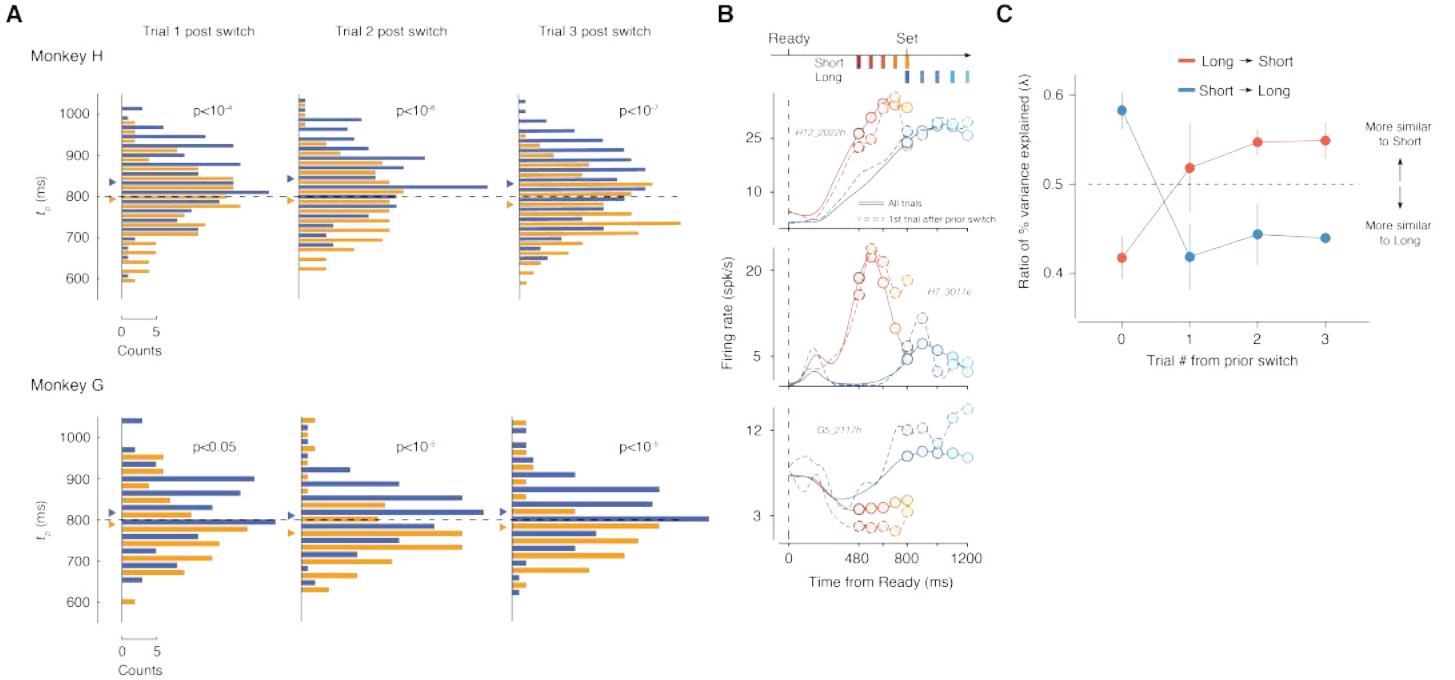 A
Trial 1 post switch
Trial 2 post switch
Trial 3 post switch
Monkey H
p<10⁻⁴
p<10⁻⁶
p<10⁻⁷
1000
900
800
700
600
tₚ (ms)
0 5
Counts
Monkey G
p<0.05
p<10⁻⁵
p<10⁻⁵
1000
900
800
700
600
tₚ (ms)
0 5
Counts
B
Ready
Set
Short
Long
H12_2022h
25
10
All trials
1st trial after prior switch
H7_3011e
20
5
G5_2117h
12
3
Firing rate (spk/s)
0 480 800 1200
Time from Ready (ms)
C
Long → Short
Short → Long
0.6
0.5
0.4
Ratio of % variance explained (λ)
More similar
to Short
More similar
to Long
0 1 2 3
Trial # from prior switch